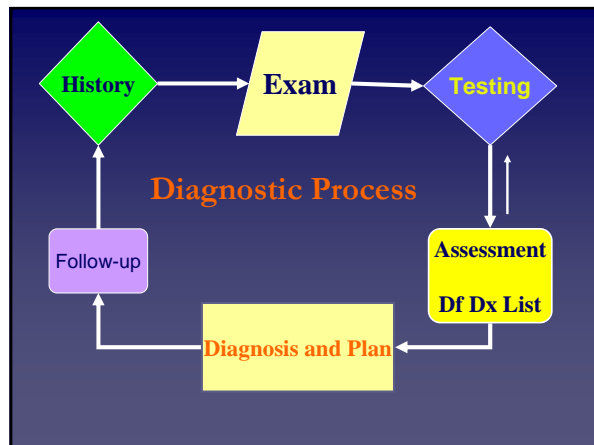 History
Exam
Testing
Diagnostic Process
Follow-up
Assessment
Df Dx List
Diagnosis and Plan